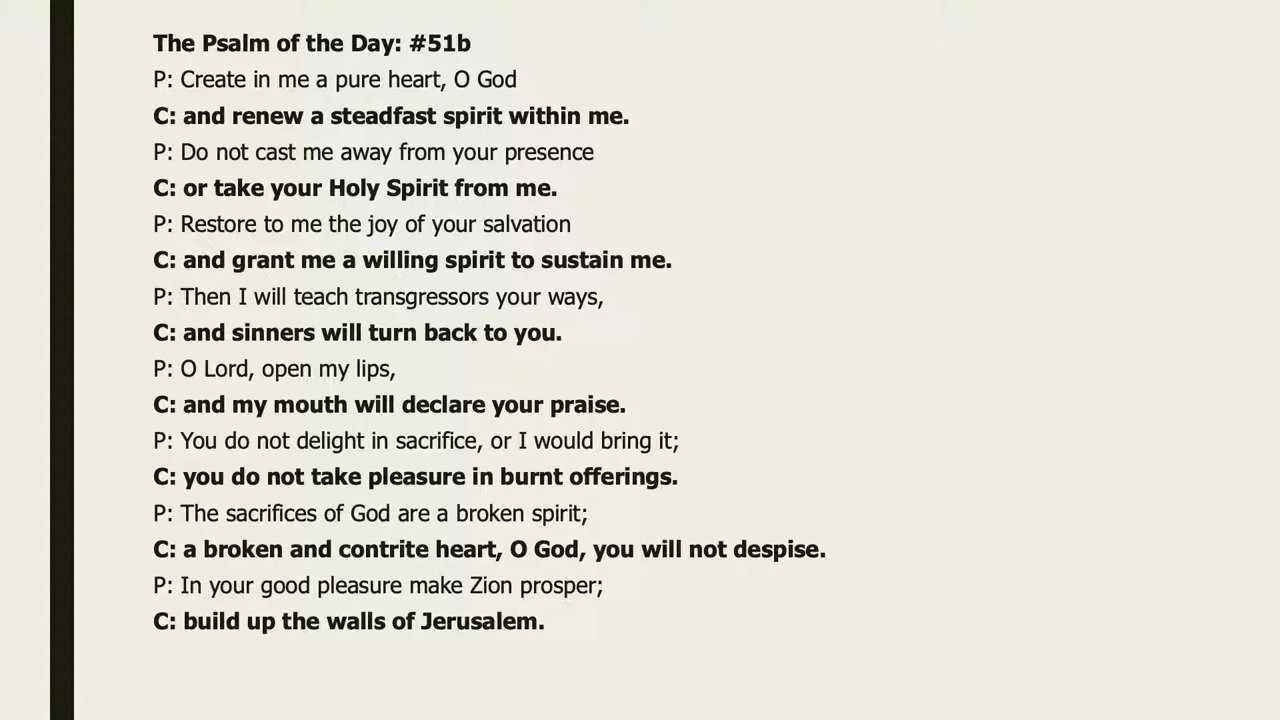 The Psalm of the Day: #51b
P: Create in me a pure heart, O God
C: and renew a steadfast spirit within me.
P: Do not cast me away from your presence
C: or take your Holy Spirit from me.
P: Restore to me the joy of your salvation
C: and grant me a willing spirit to sustain me.
P: Then I will teach transgressors your ways,
C: and sinners will turn back to you.
P: O Lord, open my lips,
C: and my mouth will declare your praise.
P: You do not delight in sacrifice, or I would bring it;
C: you do not take pleasure in burnt offerings.
P: The sacrifices of God are a broken spirit;
C: a broken and contrite heart, O God, you will not despise.
P: In your good pleasure make Zion prosper;
C: build up the walls of Jerusalem.